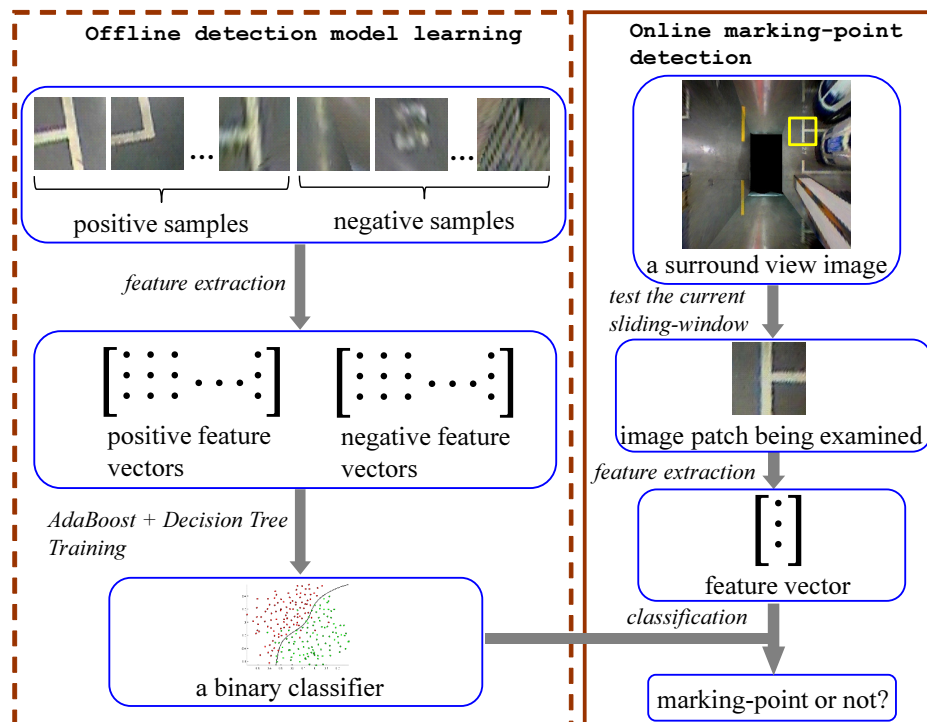 Offline detection model learning
...
...
positive samples
negative samples
feature extraction
positive feature
vectors
negative feature
vectors
AdaBoost + Decision Tree
Training
a binary classifier
Online marking-point
detection
a surround view image
test the current
sliding-window
image patch being examined
feature extraction
feature vector
classification
marking-point or not?